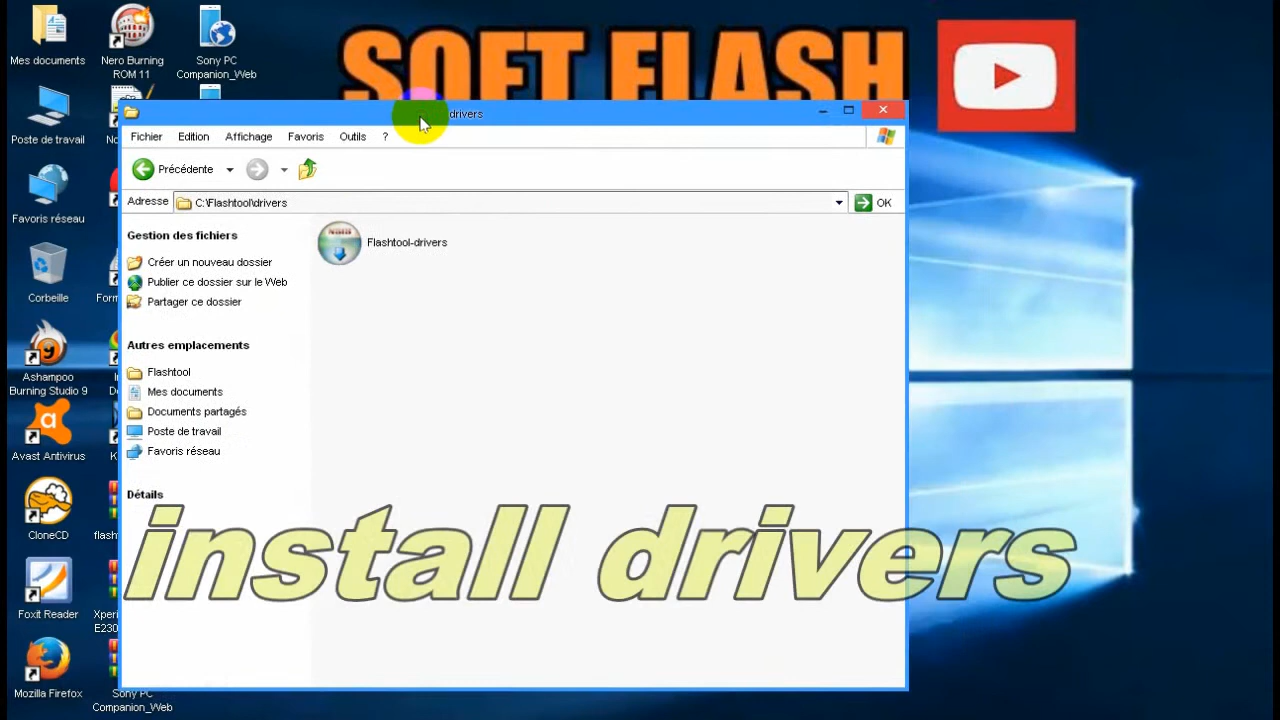 SOFT FLASH
Mes documents
Nero Burning
ROM 11
Sony PC
Companion_Web
Poste de travail
Favoris réseau
Corbeille
Ashampoo
Burning Studio 9
Avast Antivirus
CloneCD
Foxit Reader
Mozilla Firefox
Sony PC
Companion_Web
drivers
Fichier Edition Affichage Favoris Outils ?
Précédente
Adresse C:\Flashtool\drivers OK
Gestion des fichiers
Créer un nouveau dossier
Publier ce dossier sur le Web
Partager ce dossier
Autres emplacements
Flashtool
Mes documents
Documents partagés
Poste de travail
Favoris réseau
Détails
Flashtool-drivers
install drivers